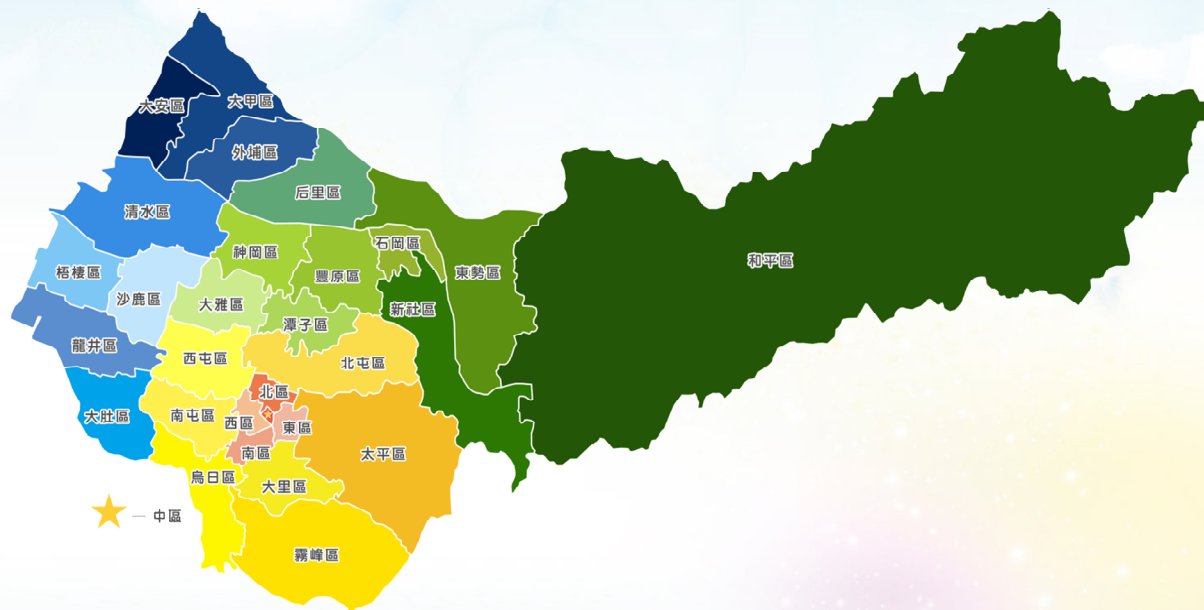 大安區
大甲區
外埔區
后里區
清水區
神岡區
石岡區
東勢區
和平區
梧棲區
沙鹿區
大雅區
豐原區
新社區
龍井區
潭子區
西屯區
北屯區
大肚區
南屯區
北區
西區
東區
南區
太平區
烏日區
大里區
中區
霧峰區